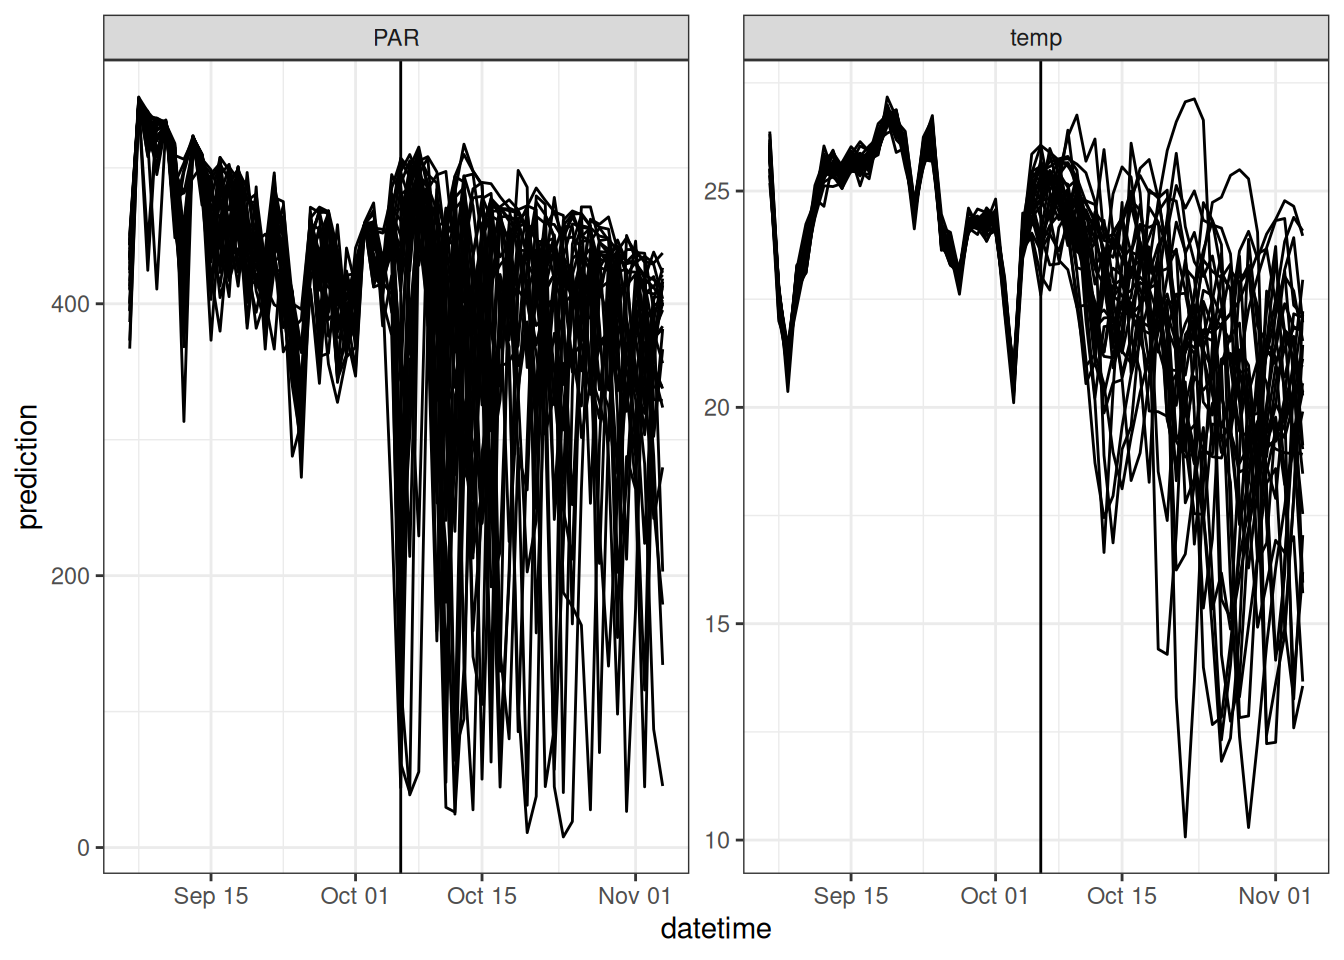 PAR
temp
prediction
400
200
0
25
20
15
10
Sep 15
Oct 01
Oct 15
Nov 01
Sep 15
Oct 01
Oct 15
Nov 01
datetime